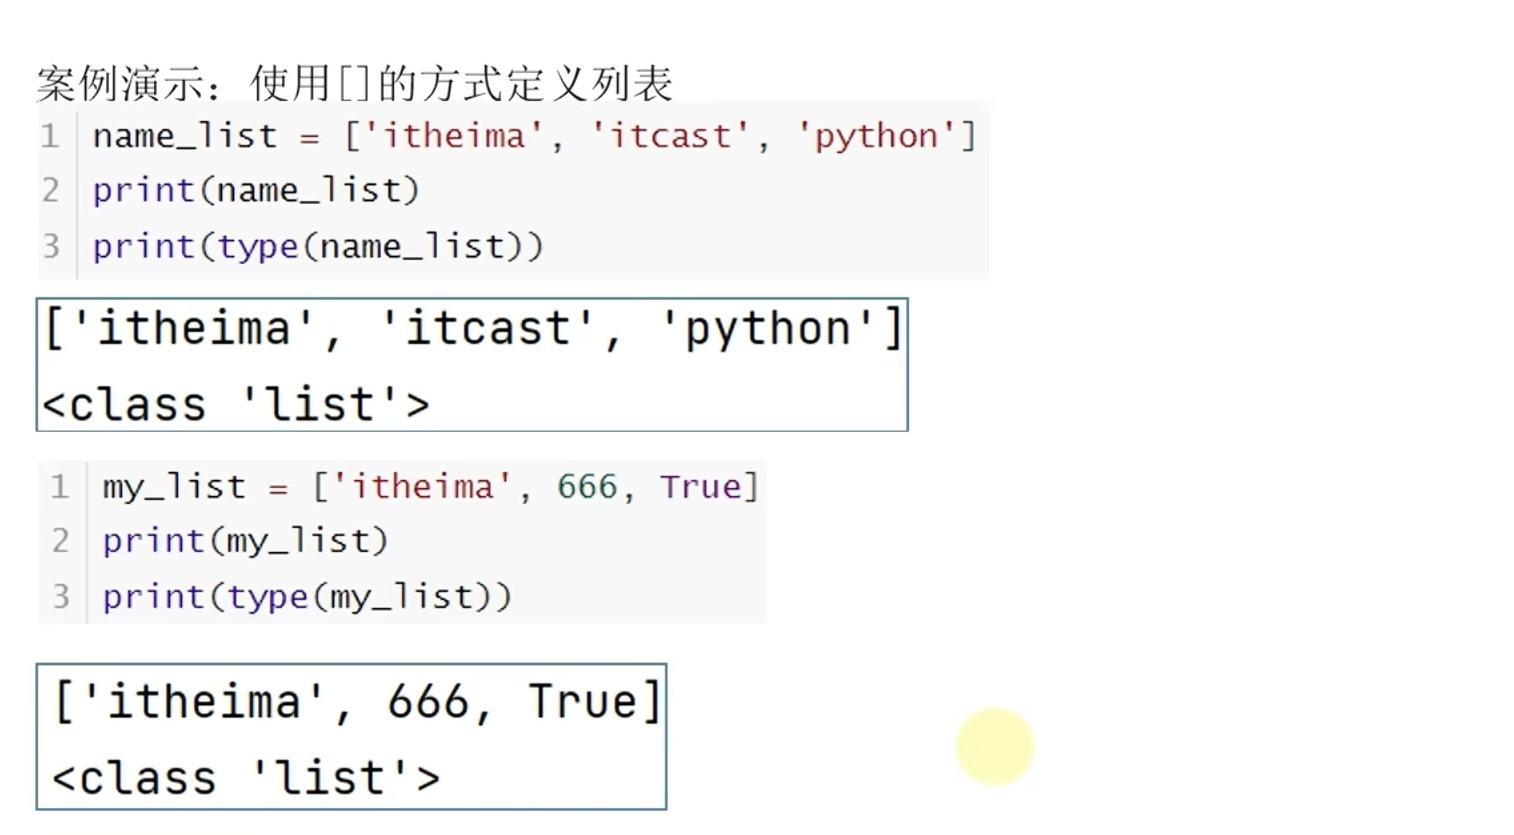 案例演示：使用[]的方式定义列表
1 name_list = ['itheima', 'itcast', 'python']
2 print(name_list)
3 print(type(name_list))
['itheima', 'itcast', 'python']
<class 'list'>
1 my_list = ['itheima', 666, True]
2 print(my_list)
3 print(type(my_list))
['itheima', 666, True]
<class 'list'>